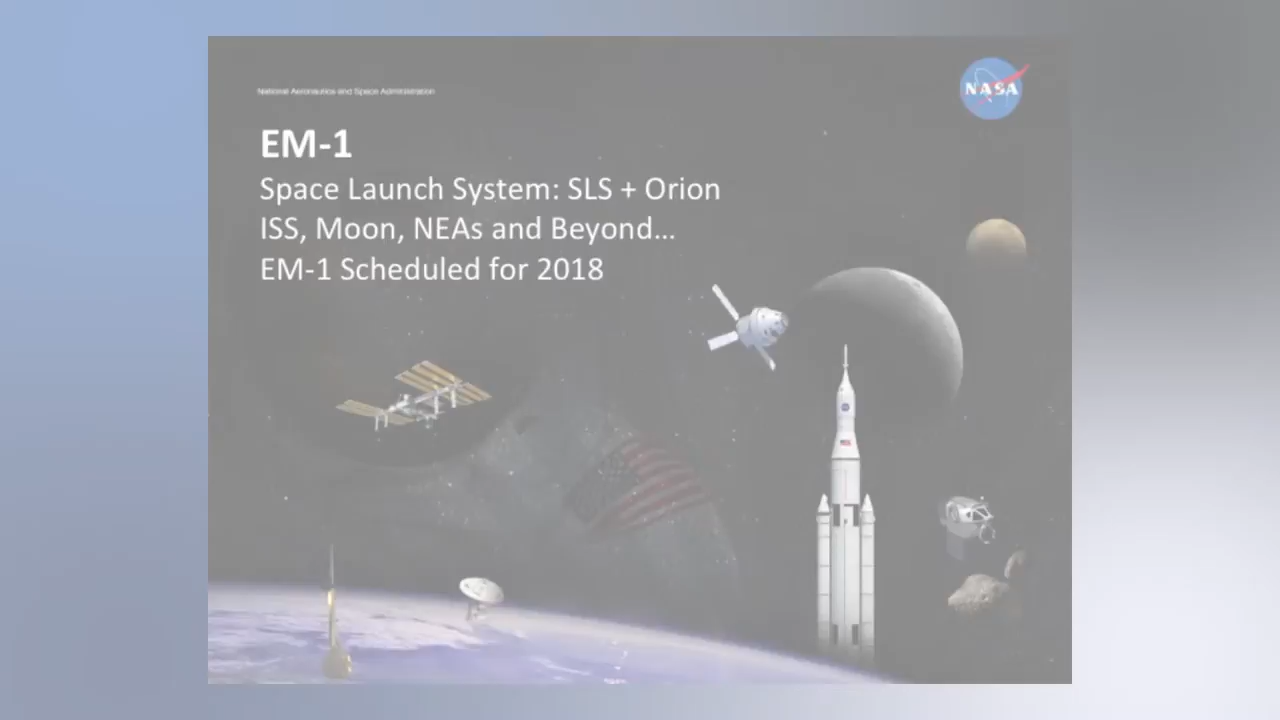 National Aeronautics and Space Administration
NASA
EM-1
Space Launch System: SLS + Orion
ISS, Moon, NEAs and Beyond…
EM-1 Scheduled for 2018